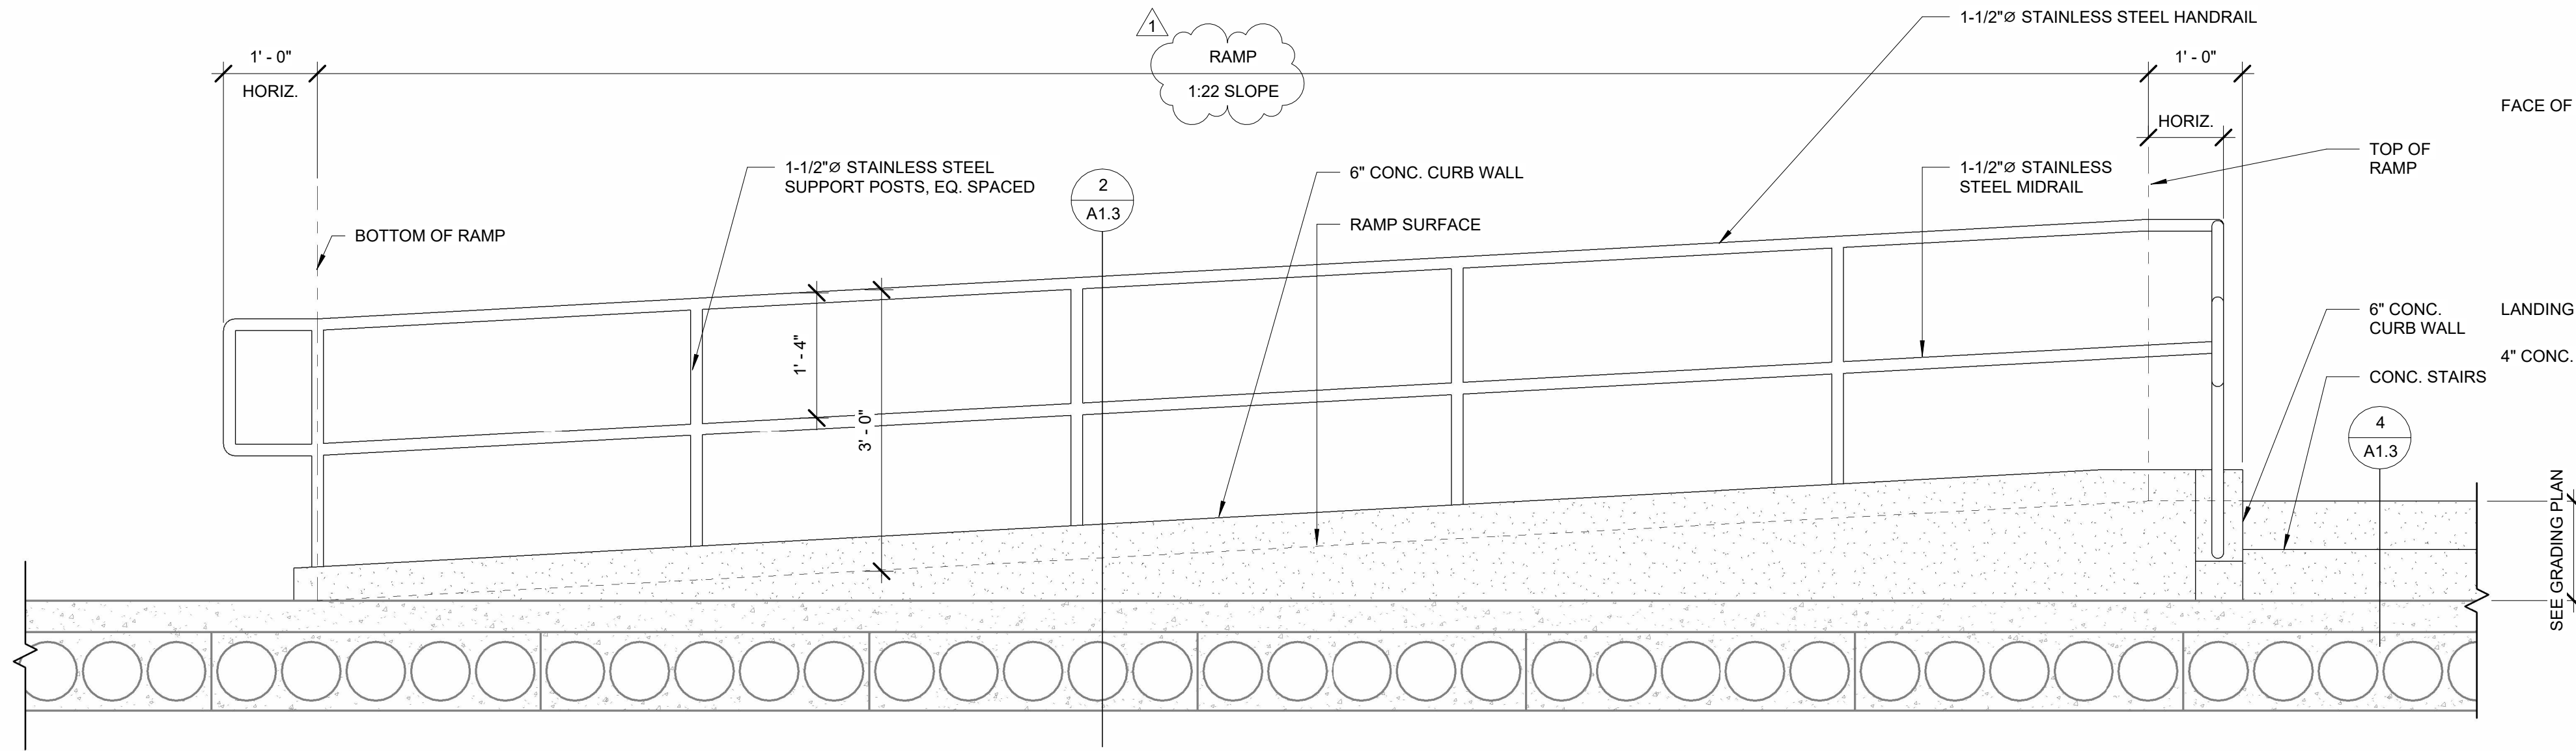 1
RAMP
1:22 SLOPE
1' - 0"
HORIZ.
1-1/2"Ø STAINLESS STEEL HANDRAIL
1' - 0"
HORIZ.
FACE OF
TOP OF
RAMP
1-1/2"Ø STAINLESS STEEL
SUPPORT POSTS, EQ. SPACED
2
A1.3
6" CONC. CURB WALL
1-1/2"Ø STAINLESS
STEEL MIDRAIL
RAMP SURFACE
BOTTOM OF RAMP
1' - 4"
3' - 0"
6" CONC.
CURB WALL
LANDING
4" CONC.
CONC. STAIRS
4
A1.3
SEE GRADING PLAN